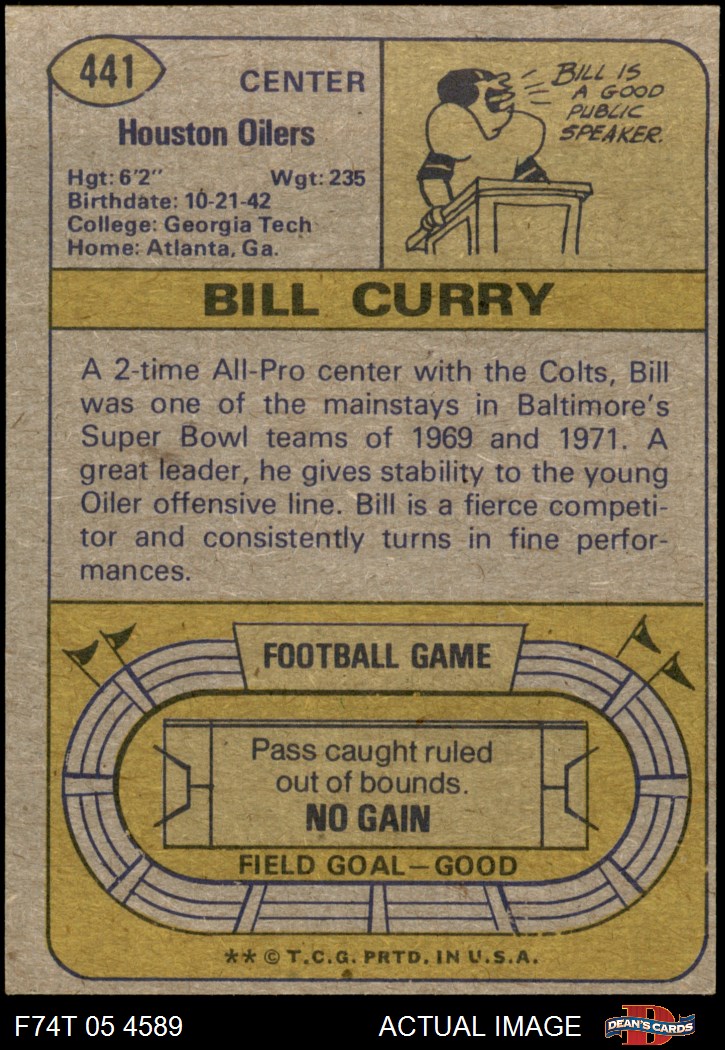 441
CENTER
Houston Oilers
Hgt: 6'2" Wgt: 235
Birthdate: 10-21-42
College: Georgia Tech
Home: Atlanta, Ga.
BILL IS
A GOOD
PUBLIC
SPEAKER.
BILL CURRY
A 2-time All-Pro center with the Colts, Bill
was one of the mainstays in Baltimore's
Super Bowl teams of 1969 and 1971. A
great leader, he gives stability to the young
Oiler offensive line. Bill is a fierce competi-
tor and consistently turns in fine perfor-
mances.
FOOTBALL GAME
Pass caught ruled
out of bounds.
NO GAIN
FIELD GOAL—GOOD
** © T.C.G. PRTD. IN U.S.A.
F74T 05 4589 ACTUAL IMAGE
D
DEAN'S CARDS